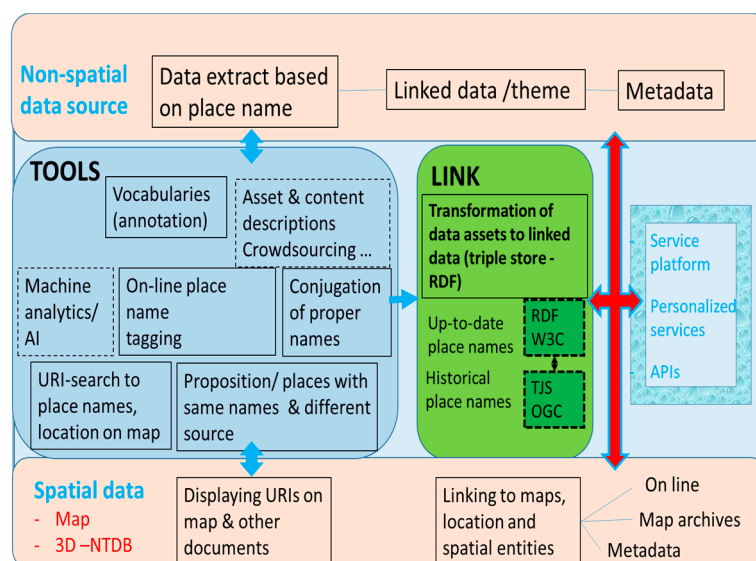 Non-spatial
data source
Data extract based
on place name
Linked data /theme
Metadata
TOOLS
Vocabularies
(annotation)
Asset & content
descriptions
Crowdsourcing ...
Machine
analytics/
AI
On-line place
name
tagging
Conjugation
of proper
names
URI-search to
place names,
location on map
Proposition/ places with
same names & different
source
LINK
Transformation of
data assets to linked
data (triple store -
RDF)
Up-to-date
place names
RDF
W3C
Historical
place names
TJS
OGC
- Service
platform
- Personalized
services
- APIs
Spatial data
- Map
- 3D –NTDB
Displaying URIs on
map & other
documents
Linking to maps,
location and
spatial entities
On line
Map archives
Metadata